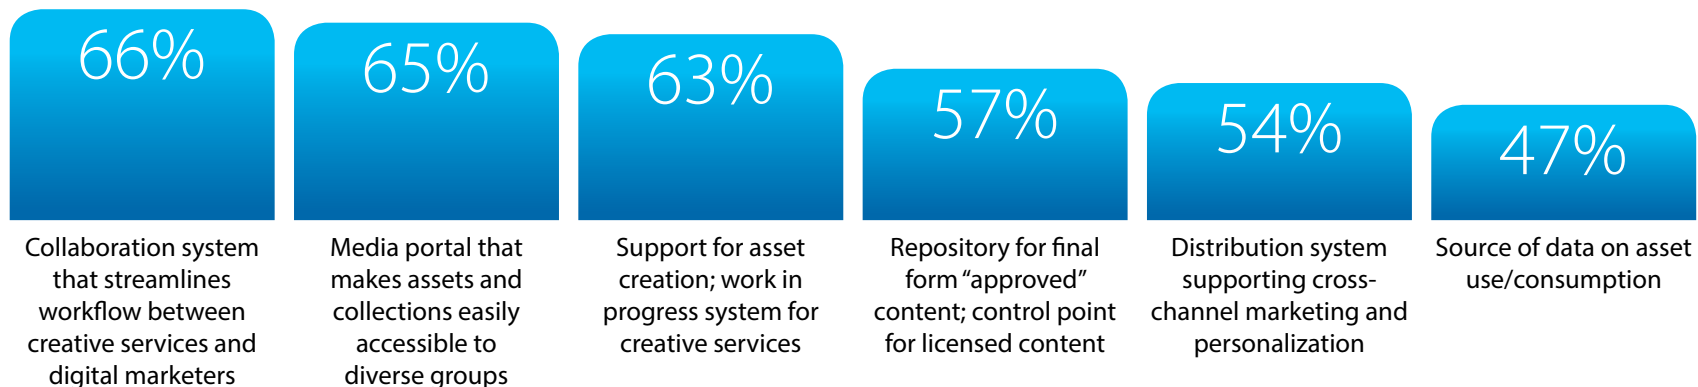 66%
65%
63%
57%
54%
47%
Collaboration system
that streamlines
workflow between
creative services and
digital marketers
Media portal that
makes assets and
collections easily
accessible to
diverse groups
Support for asset
creation; work in
progress system for
creative services
Repository for final
form “approved”
content; control point
for licensed content
Distribution system
supporting cross-
channel marketing and
personalization
Source of data on asset
use/consumption